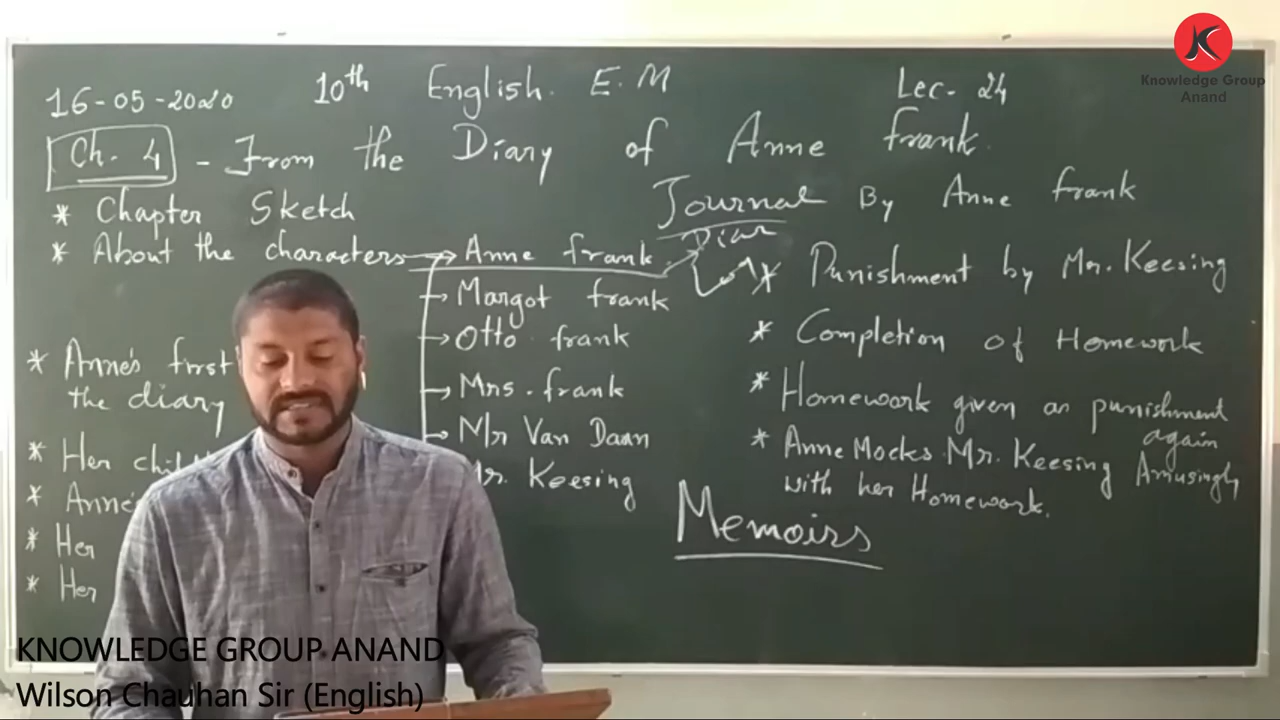 16-05-2020 10th English. E.M Lec- 24
Ch. 4 - From the Diary of Anne frank.
Journal By Anne frank
* Chapter Sketch
* About the characters → Anne frank
Diar
→ Margot frank
→ Otto frank
→ Mrs. frank
→ Mr Van Daan
Mr. Keesing
* Anne's first
the diary
* Her
* Anne's
* Her
* Her
* Punishment by Mr. Keesing
* Completion of Homework
* Homework given as punishment
again
* Anne Mocks Mr. Keesing Amusingly
with her Homework.
Memoirs
Knowledge Group
Anand
KNOWLEDGE GROUP ANAND
Wilson Chauhan Sir (English)